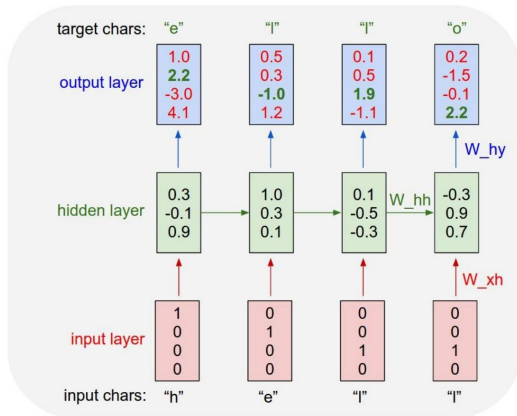 target chars: “e” “l” “l” “o”
output layer
1.0 0.5 0.1 0.2
2.2 0.3 0.5 -1.5
-3.0 -1.0 1.9 -0.1
4.1 1.2 -1.1 2.2
W_hy
hidden layer
0.3 1.0 0.1 -0.3
-0.1 0.3 -0.5 0.9
0.9 0.1 -0.3 0.7
W_hh
W_xh
input layer
1 0 0 0
0 1 0 0
0 0 1 1
0 0 0 0
input chars: “h” “e” “l” “l”